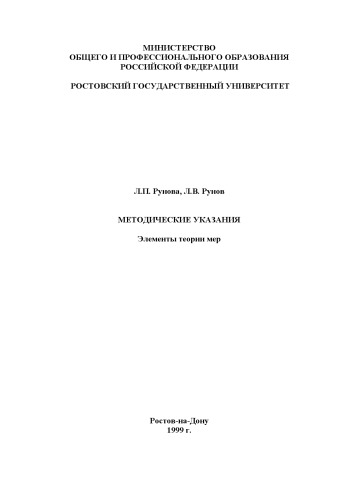 МИНИСТЕРСТВО
ОБЩЕГО И ПРОФЕССИОНАЛЬНОГО ОБРАЗОВАНИЯ
РОССИЙСКОЙ ФЕДЕРАЦИИ
РОСТОВСКИЙ ГОСУДАРСТВЕННЫЙ УНИВЕРСИТЕТ
Л.П. Рунова, Л.В. Рунов
МЕТОДИЧЕСКИЕ УКАЗАНИЯ
Элементы теории мер
Ростов-на-Дону
1999 г.